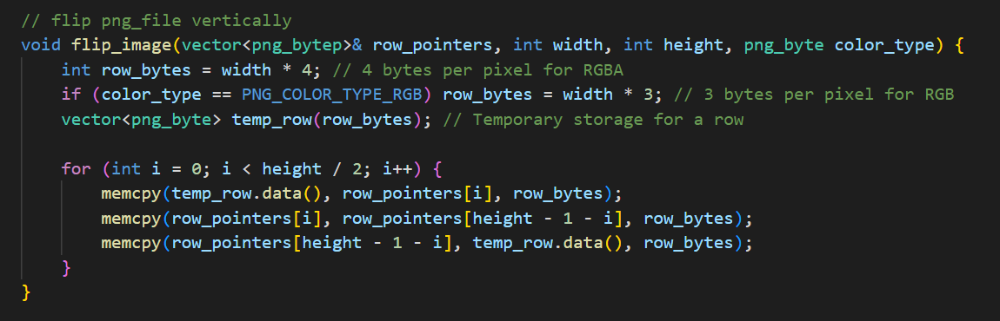 // flip png_file vertically
void flip_image(vector<png_bytep>& row_pointers, int width, int height, png_byte color_type) {
    int row_bytes = width * 4; // 4 bytes per pixel for RGBA
    if (color_type == PNG_COLOR_TYPE_RGB) row_bytes = width * 3; // 3 bytes per pixel for RGB
    vector<png_byte> temp_row(row_bytes); // Temporary storage for a row

    for (int i = 0; i < height / 2; i++) {
        memcpy(temp_row.data(), row_pointers[i], row_bytes);
        memcpy(row_pointers[i], row_pointers[height - 1 - i], row_bytes);
        memcpy(row_pointers[height - 1 - i], temp_row.data(), row_bytes);
    }
}